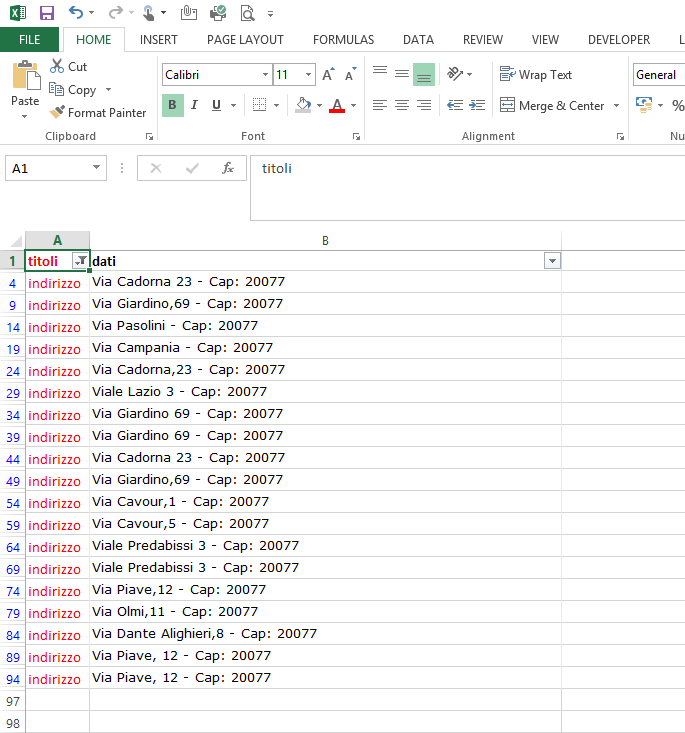 FILE HOME INSERT PAGE LAYOUT FORMULAS DATA REVIEW VIEW DEVELOPER L
Paste
Cut
Copy
Format Painter
Calibri 11
B I U
A A
A
Wrap Text
Merge & Center
General
%
Clipboard Font Alignment Nu
A1 fx titoli
A B
1 titoli dati
4 indirizzo Via Cadorna 23 - Cap: 20077
9 indirizzo Via Giardino,69 - Cap: 20077
14 indirizzo Via Pasolini - Cap: 20077
19 indirizzo Via Campania - Cap: 20077
24 indirizzo Via Cadorna,23 - Cap: 20077
29 indirizzo Viale Lazio 3 - Cap: 20077
34 indirizzo Via Giardino 69 - Cap: 20077
39 indirizzo Via Giardino 69 - Cap: 20077
44 indirizzo Via Cadorna 23 - Cap: 20077
49 indirizzo Via Giardino,69 - Cap: 20077
54 indirizzo Via Cavour,1 - Cap: 20077
59 indirizzo Via Cavour,5 - Cap: 20077
64 indirizzo Viale Predabissi 3 - Cap: 20077
69 indirizzo Viale Predabissi 3 - Cap: 20077
74 indirizzo Via Piave,12 - Cap: 20077
79 indirizzo Via Olmi,11 - Cap: 20077
84 indirizzo Via Dante Alighieri,8 - Cap: 20077
89 indirizzo Via Piave, 12 - Cap: 20077
94 indirizzo Via Piave, 12 - Cap: 20077
97
98